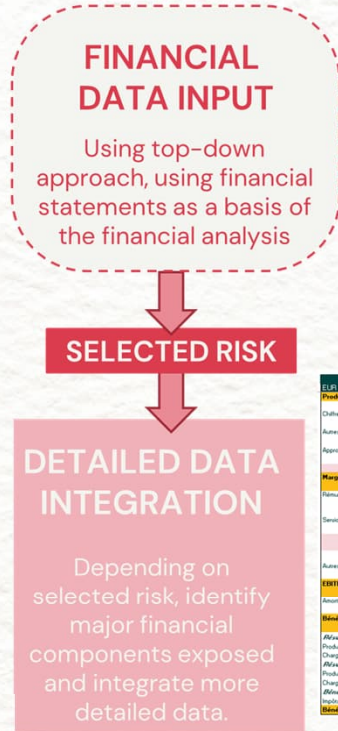 FINANCIAL
DATA INPUT
Using top-down
approach, using financial
statements as a basis of
the financial analysis
SELECTED RISK
DETAILED DATA
INTEGRATION
Depending on
selected risk, identify
major financial
components exposed
and integrate more
detailed data.
EUR